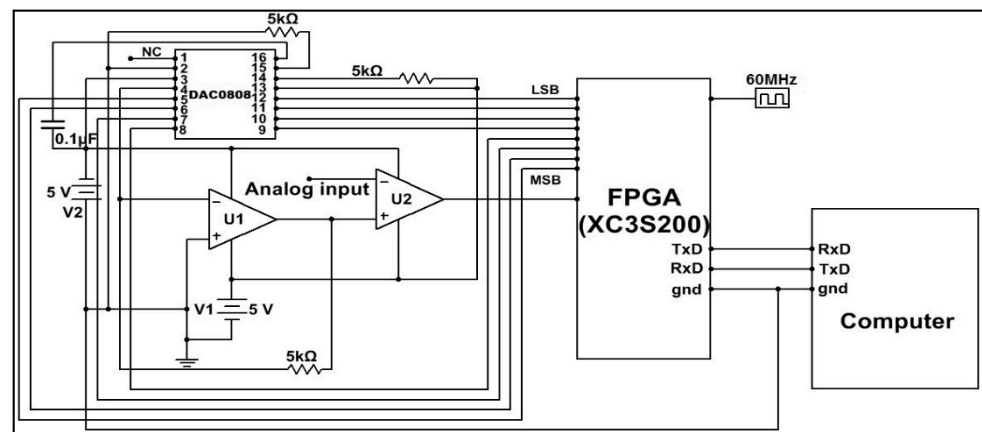 5kΩ
NC
1 16
2 15
3 14
4 13
5 12
6 11
7 10
8 9
DAC0808
5kΩ
LSB
60MHz
0.1µF
5 V
V2
Analog input
U1
U2
MSB
FPGA
(XC3S200)
TxD
RxD
gnd
RxD
TxD
gnd
Computer
V1
5 V
5kΩ
− +
− +